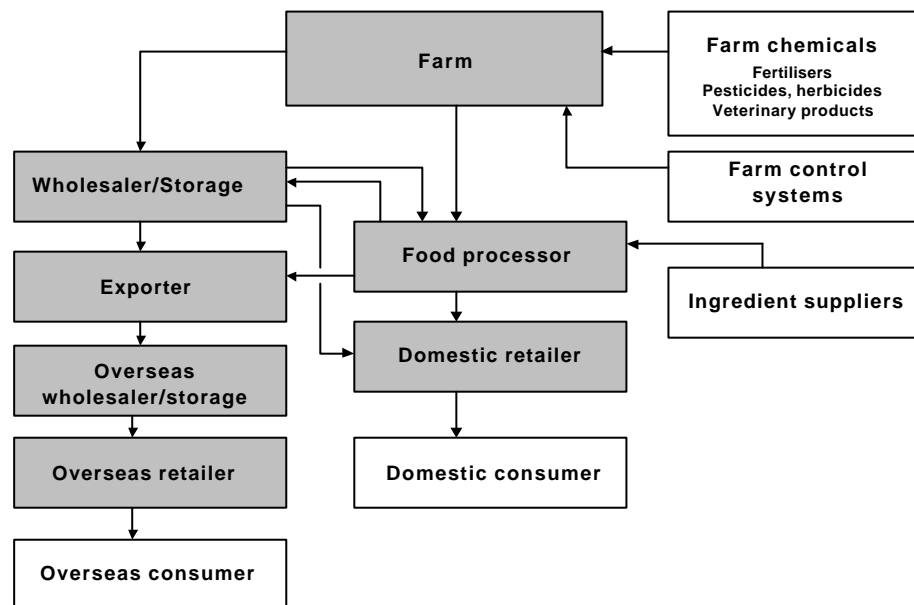 Farm
Farm chemicals
Fertilisers
Pesticides, herbicides
Veterinary products
Wholesaler/Storage
Farm control
systems
Food processor
Exporter
Ingredient suppliers
Domestic retailer
Overseas
wholesaler/storage
Overseas retailer
Domestic consumer
Overseas consumer